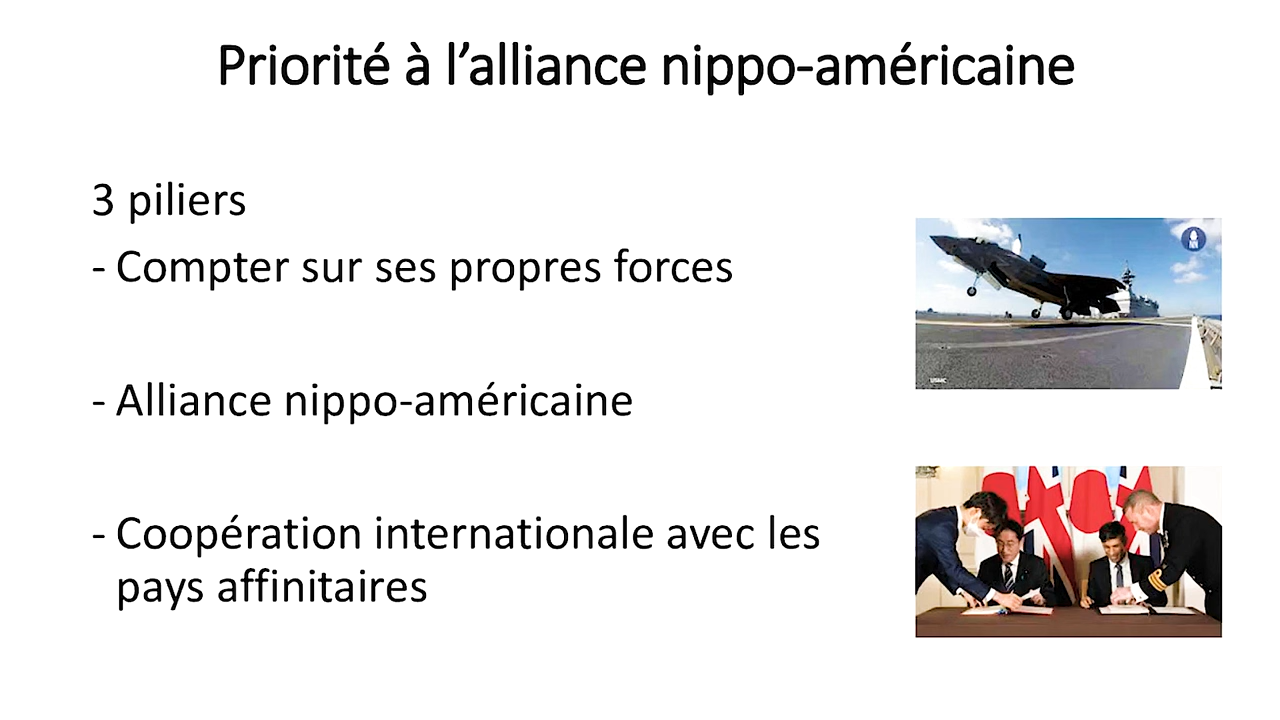 Priorité à l’alliance nippo-américaine
3 piliers
- Compter sur ses propres forces
- Alliance nippo-américaine
- Coopération internationale avec les
pays affinitaires
USMC